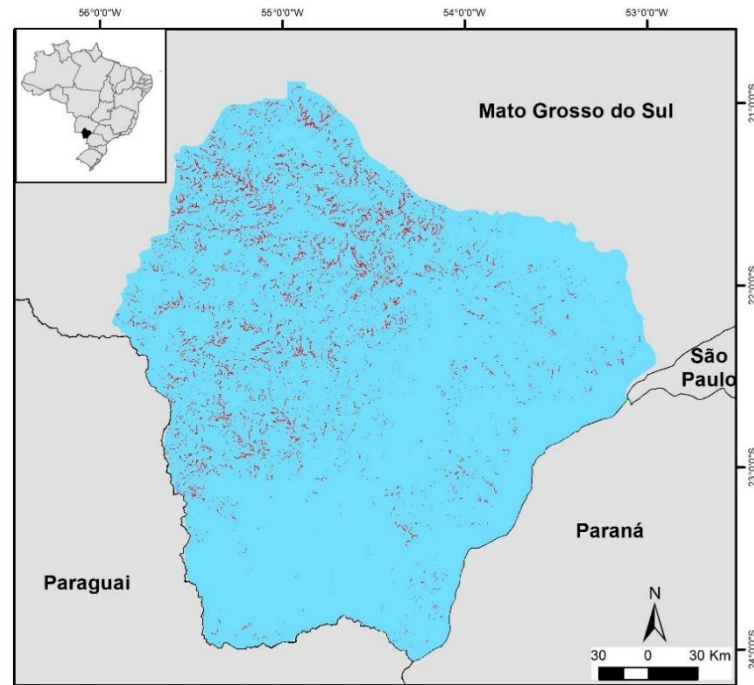 56°0'0"W 55°0'0"W 54°0'0"W 53°0'0"W
Mato Grosso do Sul
21°0'0"S
22°0'0"S
São
Paulo
23°0'0"S
Paraná
Paraguai
N
30 0 30 Km
24°0'0"S